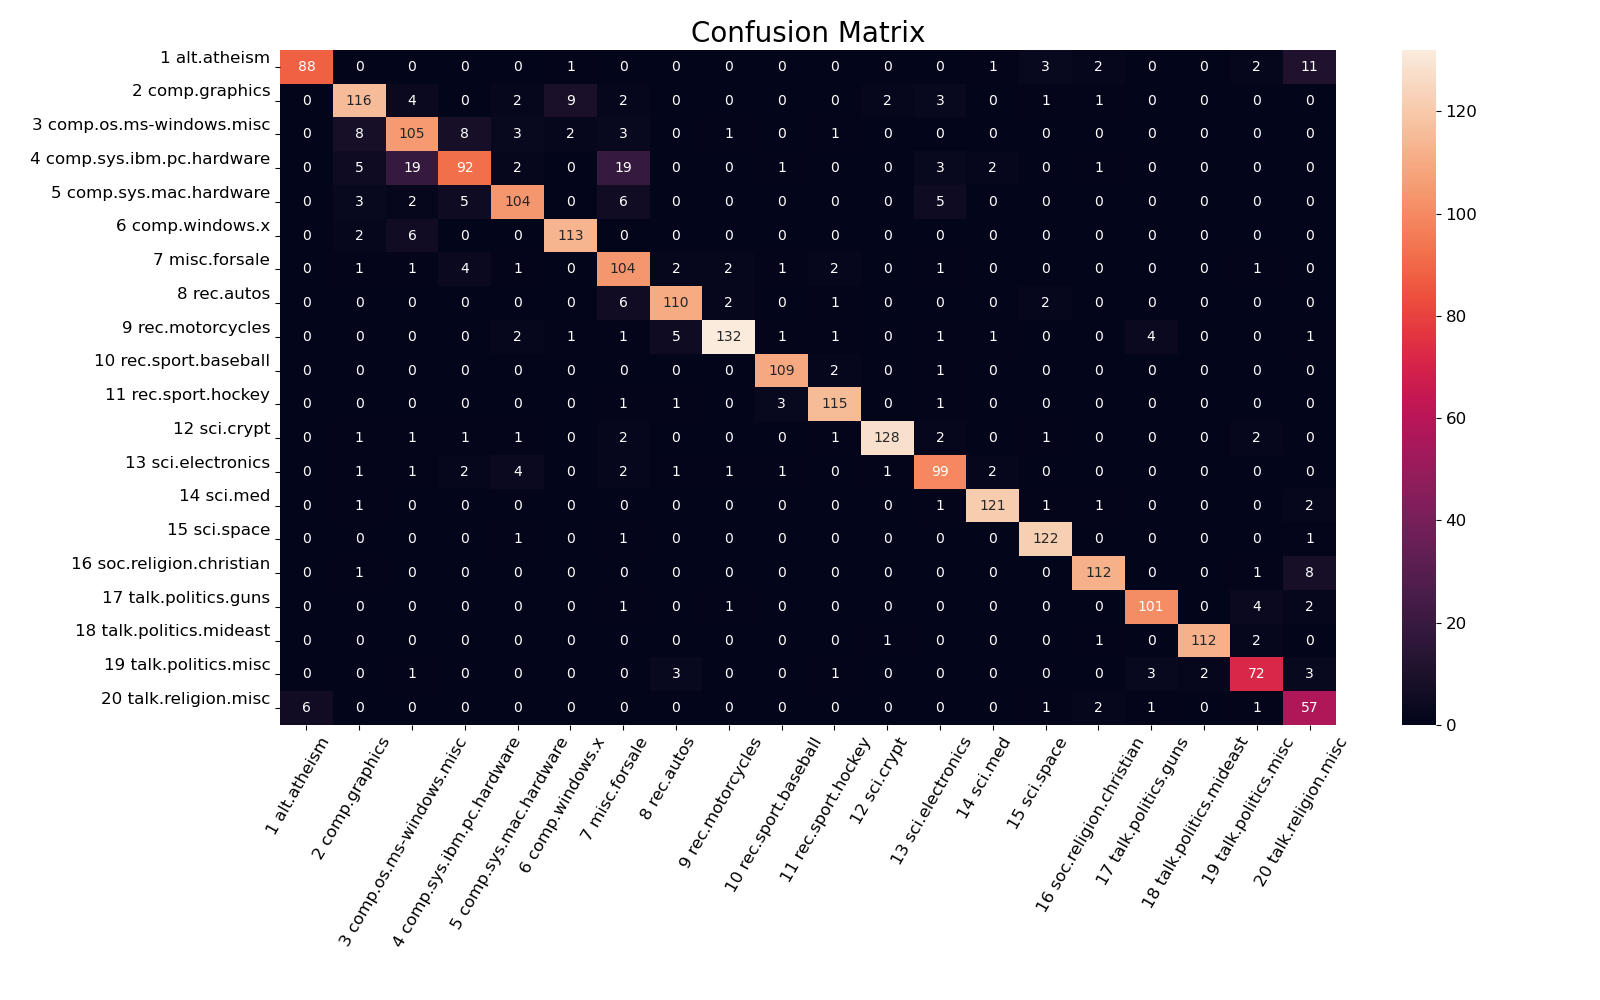 Confusion Matrix
1 alt.atheism 88 0 0 0 0 1 0 0 0 0 0 0 0 1 3 2 0 0 2 11
2 comp.graphics 0 116 4 0 2 9 2 0 0 0 0 2 3 0 1 1 0 0 0 0
3 comp.os.ms-windows.misc 0 8 105 8 3 2 3 0 1 0 1 0 0 0 0 0 0 0 0 0
4 comp.sys.ibm.pc.hardware 0 5 19 92 2 0 19 0 0 1 0 0 3 2 0 1 0 0 0 0
5 comp.sys.mac.hardware 0 3 2 5 104 0 6 0 0 0 0 0 5 0 0 0 0 0 0 0
6 comp.windows.x 0 2 6 0 0 113 0 0 0 0 0 0 0 0 0 0 0 0 0 0
7 misc.forsale 0 1 1 4 1 0 104 2 2 1 2 0 1 0 0 0 0 0 1 0
8 rec.autos 0 0 0 0 0 0 6 110 2 0 1 0 0 0 2 0 0 0 0 0
9 rec.motorcycles 0 0 0 0 2 1 1 5 132 1 1 0 1 1 0 0 4 0 0 1
10 rec.sport.baseball 0 0 0 0 0 0 0 0 0 109 2 0 1 0 0 0 0 0 0 0
11 rec.sport.hockey 0 0 0 0 0 0 1 1 0 3 115 0 1 0 0 0 0 0 0 0
12 sci.crypt 0 1 1 1 1 0 2 0 0 0 1 128 2 0 1 0 0 0 2 0
13 sci.electronics 0 1 1 2 4 0 2 1 1 1 0 1 99 2 0 0 0 0 0 0
14 sci.med 0 1 0 0 0 0 0 0 0 0 0 0 1 121 1 1 0 0 0 2
15 sci.space 0 0 0 0 1 0 1 0 0 0 0 0 0 0 122 0 0 0 0 1
16 soc.religion.christian 0 1 0 0 0 0 0 0 0 0 0 0 0 0 0 112 0 0 1 8
17 talk.politics.guns 0 0 0 0 0 0 1 0 1 0 0 0 0 0 0 0 101 0 4 2
18 talk.politics.mideast 0 0 0 0 0 0 0 0 0 0 0 1 0 0 0 1 0 112 2 0
19 talk.politics.misc 0 0 1 0 0 0 0 3 0 0 1 0 0 0 0 0 3 2 72 3
20 talk.religion.misc 6 0 0 0 0 0 0 0 0 0 0 0 0 0 1 2 1 0 1 57
1 alt.atheism
2 comp.graphics
3 comp.os.ms-windows.misc
4 comp.sys.ibm.pc.hardware
5 comp.sys.mac.hardware
6 comp.windows.x
7 misc.forsale
8 rec.autos
9 rec.motorcycles
10 rec.sport.baseball
11 rec.sport.hockey
12 sci.crypt
13 sci.electronics
14 sci.med
15 sci.space
16 soc.religion.christian
17 talk.politics.guns
18 talk.politics.mideast
19 talk.politics.misc
20 talk.religion.misc
120
100
80
60
40
20
0